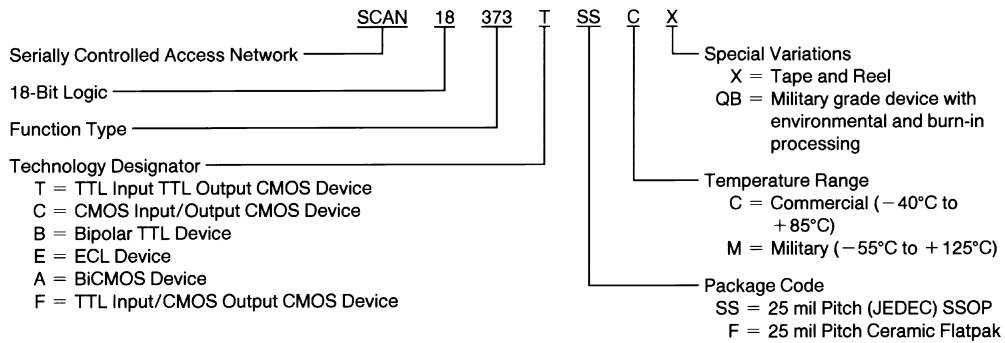 SCAN 18 373 T SS C X
Serially Controlled Access Network
18-Bit Logic
Function Type
Technology Designator
T = TTL Input TTL Output CMOS Device
C = CMOS Input/Output CMOS Device
B = Bipolar TTL Device
E = ECL Device
A = BiCMOS Device
F = TTL Input/CMOS Output CMOS Device
Special Variations
X = Tape and Reel
QB = Military grade device with
environmental and burn-in
processing
Temperature Range
C = Commercial (−40°C to
+85°C)
M = Military (−55°C to +125°C)
Package Code
SS = 25 mil Pitch (JEDEC) SSOP
F = 25 mil Pitch Ceramic Flatpak